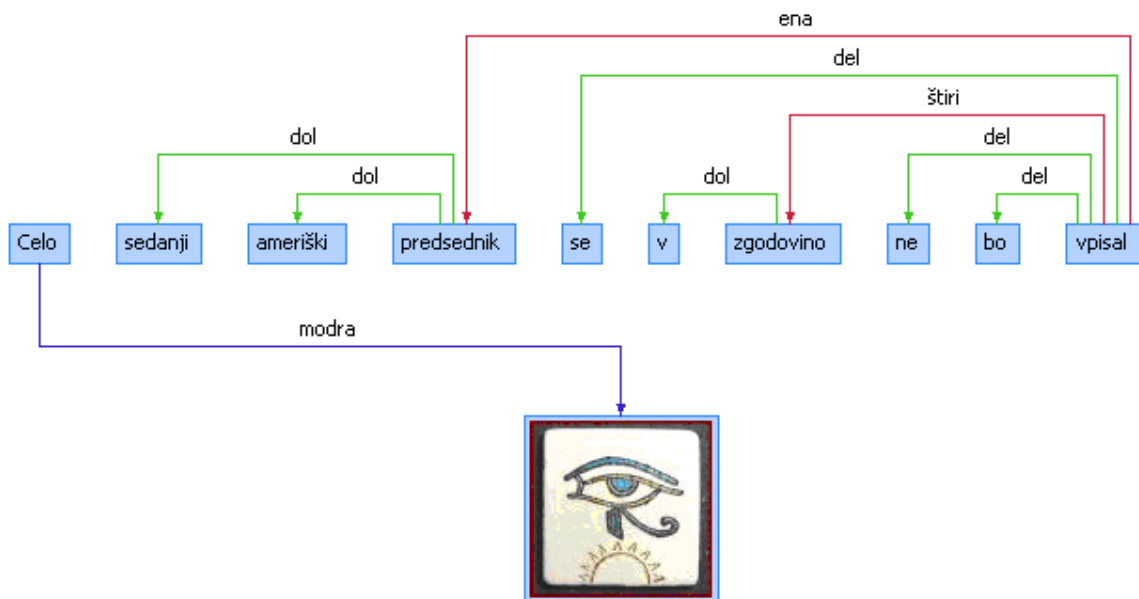 ena
del
štiri
dol del
dol dol del
Celo sedanji ameriški predsednik se v zgodovino ne bo vpisal
modra